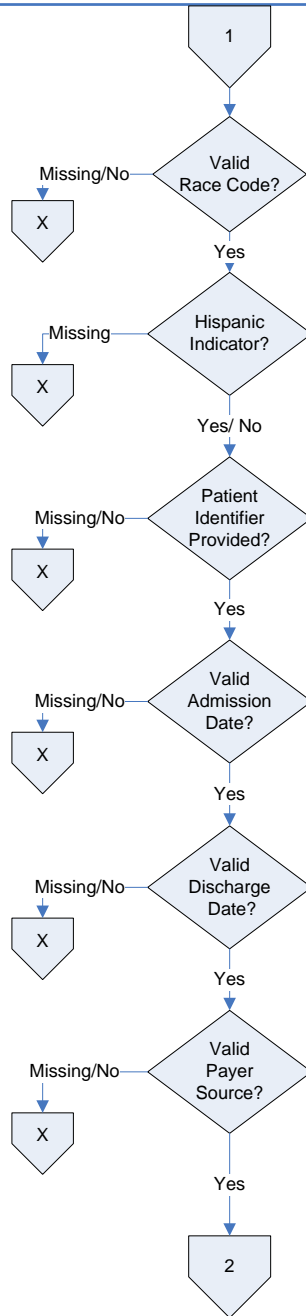 1
Valid
Race Code?
Missing/No
X
Yes
Hispanic
Indicator?
Missing
X
Yes/ No
Patient
Identifier
Provided?
Missing/No
X
Yes
Valid
Admission
Date?
Missing/No
X
Yes
Valid
Discharge
Date?
Missing/No
X
Yes
Valid
Payer
Source?
Missing/No
X
Yes
2